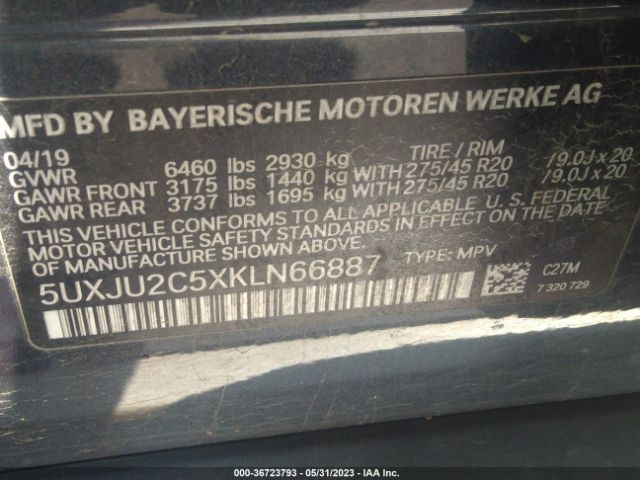 MFD BY BAYERISCHE MOTOREN WERKE AG
04/19 TIRE / RIM
GVWR 6460 lbs 2930 kg
GAWR FRONT 3175 lbs 1440 kg WITH 275/45 R20 /9.0J x 20
GAWR REAR 3737 lbs 1695 kg WITH 275/45 R20 /9.0J x 20
THIS VEHICLE CONFORMS TO ALL APPLICABLE U. S. FEDERAL
MOTOR VEHICLE SAFETY STANDARDS IN EFFECT ON THE DATE
OF MANUFACTURE SHOWN ABOVE.
5UXJU2C5XKLN66887 TYPE: MPV
C27M
7 320 729
000-36723793 - 05/31/2023 - IAA Inc.